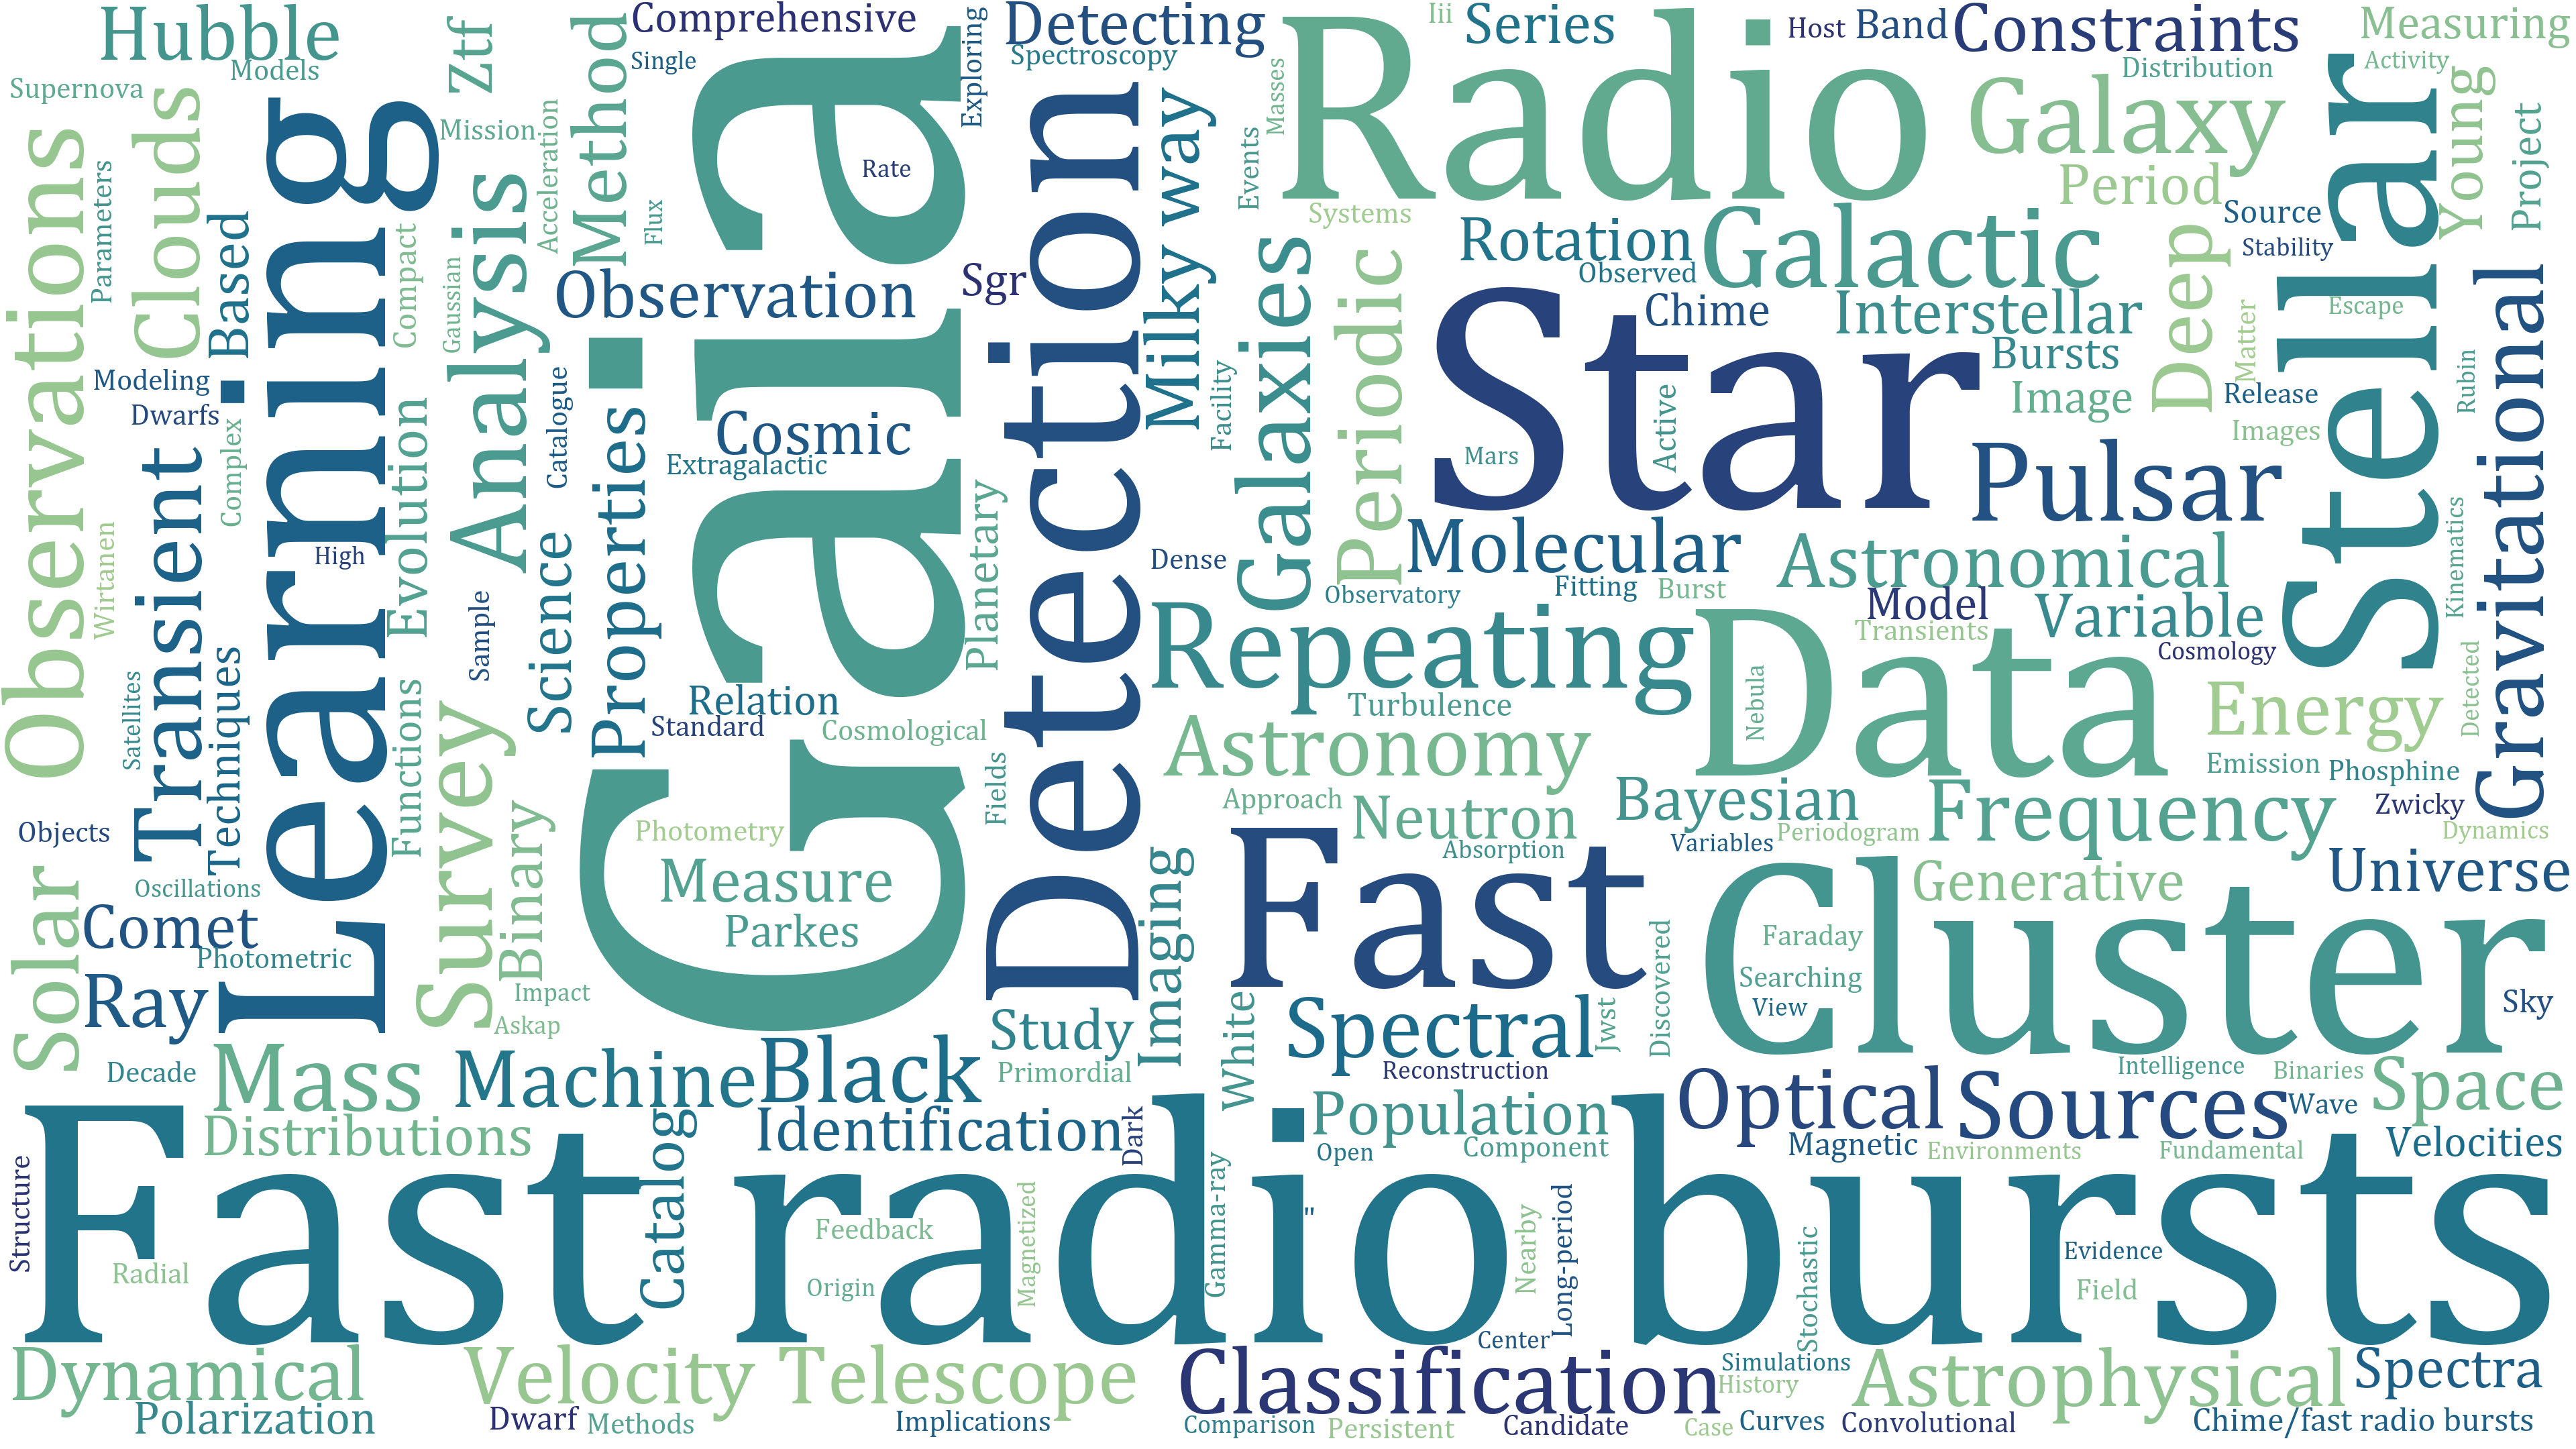 Hubble
Comprehensive
Detecting
Radio
Iii
Series
Host
Band
Constraints
Measuring
Supernova
Models
Clouds
Ztf
Method
Single
Gaia
Exploring
Spectroscopy
Masses
Distribution
Activity
Stellar
Galaxy
Young
Project
Period
Mission
Acceleration
Rate
Milky way
Events
Observations
Parameters
Learning
Based
Compact
Gaussian
Analysis
Flux
Systems
Rotation
Observed
Galactic
Source
Stability
Observation
Sgr
Detection
Galaxies
Periodic
Star
Chime
Interstellar
Bursts
Image
Deep
Matter
Escape
Release
Images
Rubin
Gravitational
Modeling
Dwarfs
Complex
Evolution
Catalogue
Properties
Cosmic
Extragalactic
Facility
Mars
Active
Pulsar
Transient
Wirtanen
High
Sample
Science
Planetary
Dense
Molecular
Observatory
Fitting
Burst
Astronomical
Model
Transients
Variable
Cosmology
Kinematics
Detected
Satellites
Techniques
Functions
Survey
Relation
Standard
Cosmological
Repeating
Turbulence
Data
Nebula
Energy
Emission
Phosphine
Zwicky
Dynamics
Astronomy
Fields
Approach
Neutron
Absorption
Bayesian
Variables
Periodogram
Frequency
Objects
Solar
Oscillations
Comet
Photometric
Ray
Binary
Impact
Askap
Photometry
Measure
Parkes
Imaging
Fast
Cluster
Generative
Universe
Faraday
Searching
View
Discovered
Sky
Study
Primordial
White
Spectral
Jwst
Reconstruction
Decade
Mass
Machine
Black
Distributions
Identification
Dark
Population
Open
Component
Optical
Sources
Magnetic
Intelligence
Binaries
Wave
Space
Environments
Fundamental
Velocities
Structure
Fast radio bursts
Radial
Catalog
Feedback
Origin
Magnetized
Gamma-ray
"
Nearby
Long-period
Center
Stochastic
Evidence
Field
Dynamical
Polarization
Velocity
Dwarf
Methods
Telescope
Implications
Classification
Comparison
Persistent
Candidate
Simulations
History
Case
Curves
Astrophysical
Convolutional
Spectra
Chime/fast radio bursts